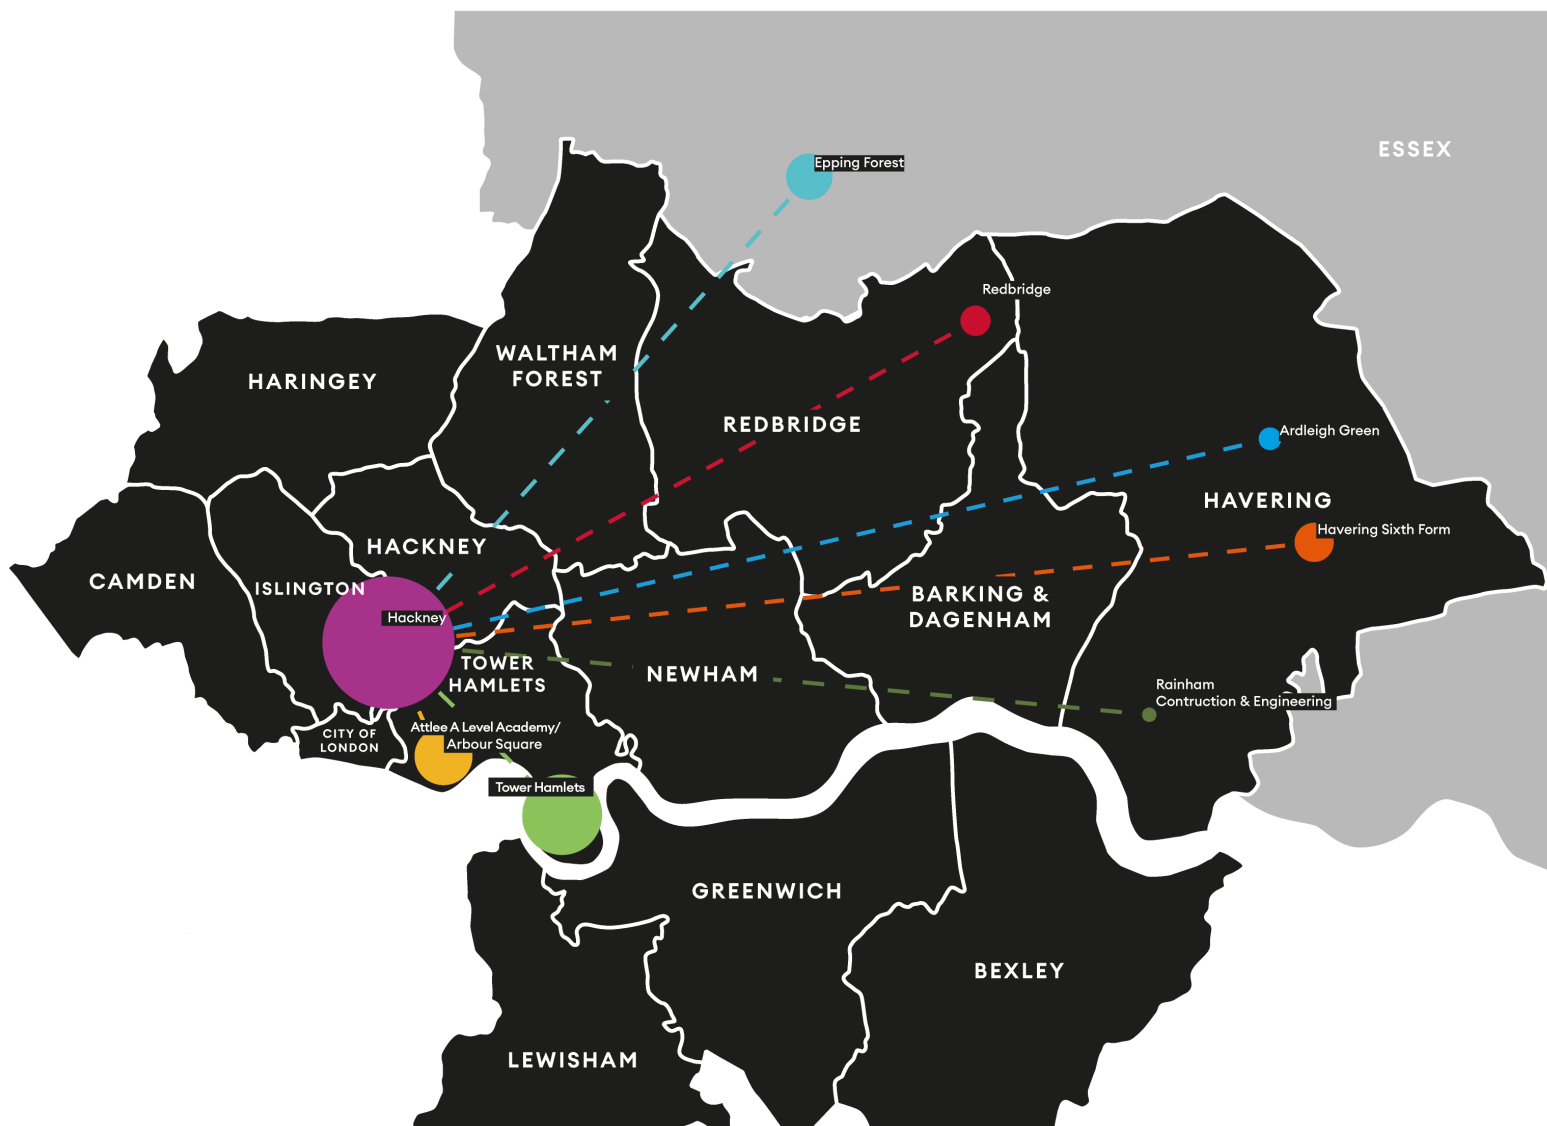 ESSEX
Epping Forest
Redbridge
WALTHAM
FOREST
HARINGEY
REDBRIDGE
Ardleigh Green
HAVERING
Havering Sixth Form
HACKNEY
CAMDEN
ISLINGTON
BARKING &
DAGENHAM
Hackney
TOWER
HAMLETS
NEWHAM
Rainham
Contruction & Engineering
Attlee A Level Academy/
Arbour Square
CITY OF
LONDON
Tower Hamlets
GREENWICH
BEXLEY
LEWISHAM